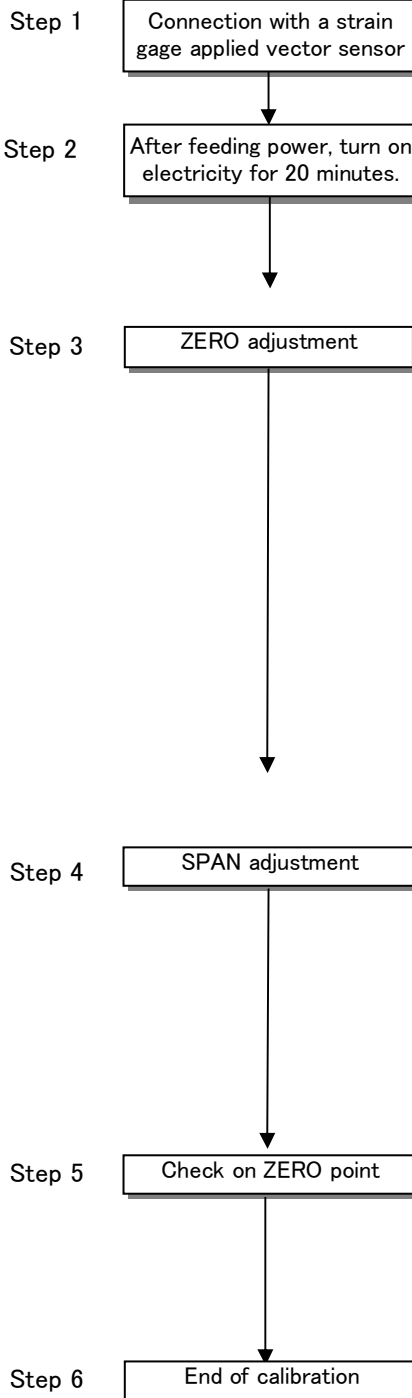 Step 1
Connection with a strain
gage applied vector sensor
Step 2
After feeding power, turn on
electricity for 20 minutes.
Step 3
ZERO adjustment
Step 4
SPAN adjustment
Step 5
Check on ZERO point
Step 6
End of calibration